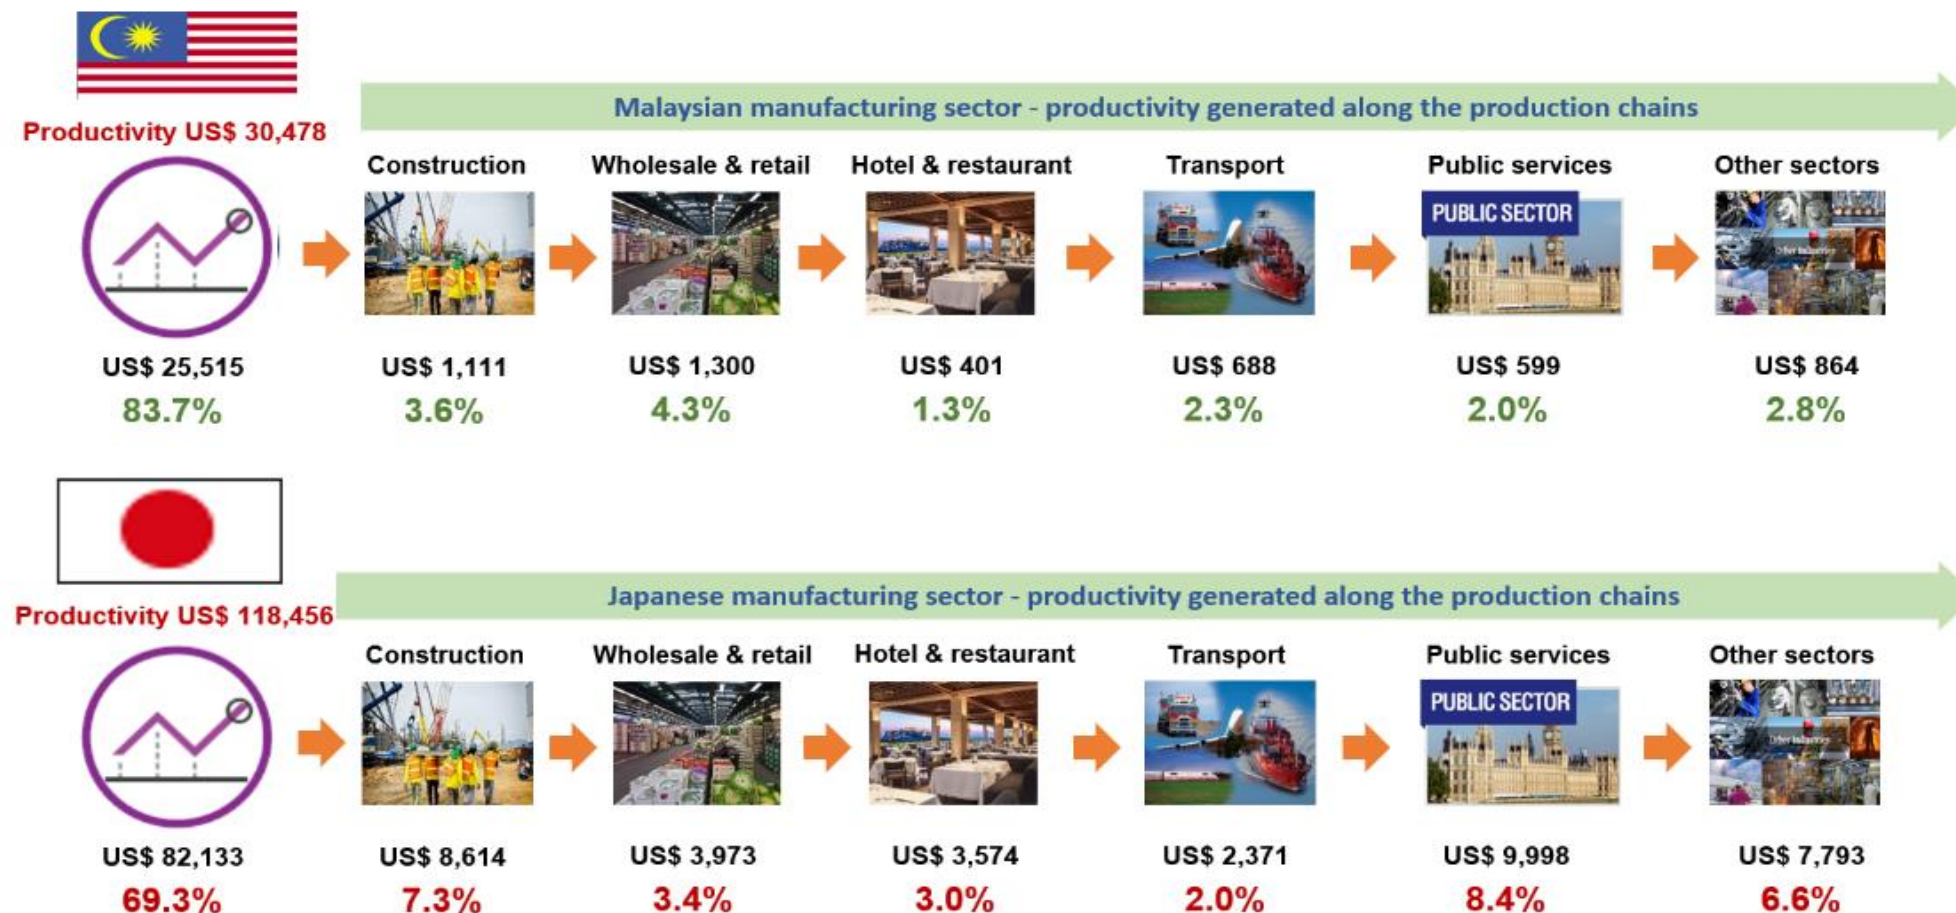 Malaysian manufacturing sector - productivity generated along the production chains
Productivity US$ 30,478
Construction
Wholesale & retail
Hotel & restaurant
Transport
Public services
Other sectors
PUBLIC SECTOR
Other Industries
US$ 25,515
US$ 1,111
US$ 1,300
US$ 401
US$ 688
US$ 599
US$ 864
83.7%
3.6%
4.3%
1.3%
2.3%
2.0%
2.8%
Japanese manufacturing sector - productivity generated along the production chains
Productivity US$ 118,456
Construction
Wholesale & retail
Hotel & restaurant
Transport
Public services
Other sectors
PUBLIC SECTOR
Other Industries
US$ 82,133
US$ 8,614
US$ 3,973
US$ 3,574
US$ 2,371
US$ 9,998
US$ 7,793
69.3%
7.3%
3.4%
3.0%
2.0%
8.4%
6.6%